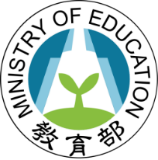 MINISTRY OF EDUCATION
教育部